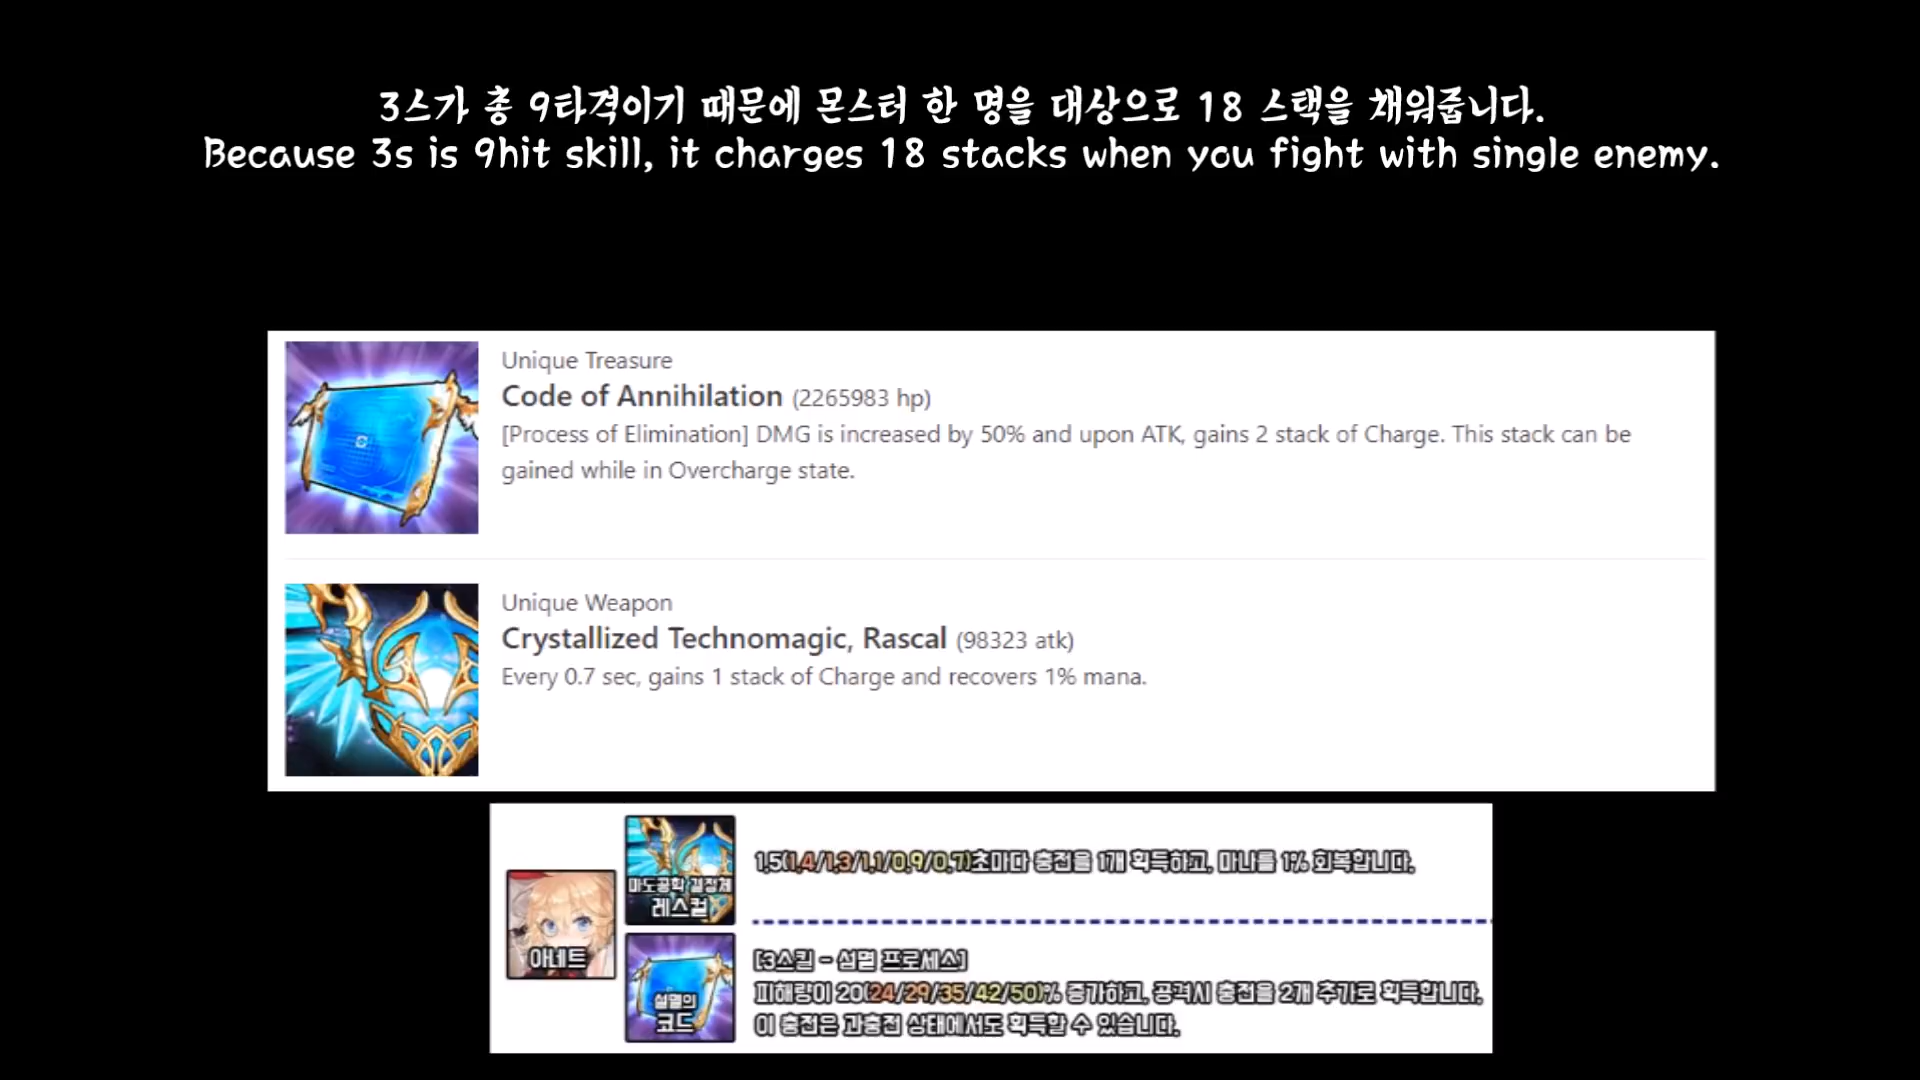 3스가 총 9타격이기 때문에 몬스터 한 명을 대상으로 18 스택을 채워줍니다.
Because 3s is 9hit skill, it charges 18 stacks when you fight with single enemy.
Unique Treasure
Code of Annihilation (2265983 hp)
[Process of Elimination] DMG is increased by 50% and upon ATK, gains 2 stack of Charge. This stack can be
gained while in Overcharge state.
Unique Weapon
Crystallized Technomagic, Rascal (98323 atk)
Every 0.7 sec, gains 1 stack of Charge and recovers 1% mana.
아네트
마도공학 결정체
레스컬
1.5(1.4/1.3/1.1/0.9/0.7)초마다 충전을 1개 획득하고, 마나를 1% 회복합니다.
섬멸의
코드
[3스킬 - 섬멸 프로세스]
피해량이 20(24/29/35/42/50)% 증가하고, 공격시 충전을 2개 추가로 획득합니다.
이 충전은 과충전 상태에서도 획득할 수 있습니다.